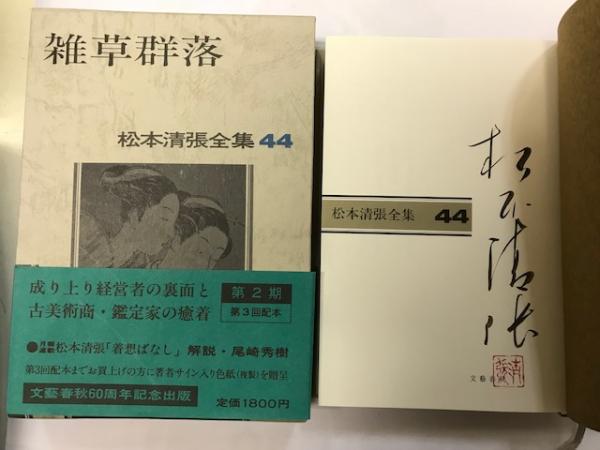 雑草群落
松本清張全集 44
成り上り経営者の裏面と
古美術商・鑑定家の癒着
第2期
第3回配本
●月報連載 松本清張「着想ばなし」 解説・尾崎秀樹
第3回配本までお買上げの方に著者サイン入り色紙(複製)を贈呈
文藝春秋60周年記念出版
定価1800円
松本清張全集 44
松本清張
文藝春